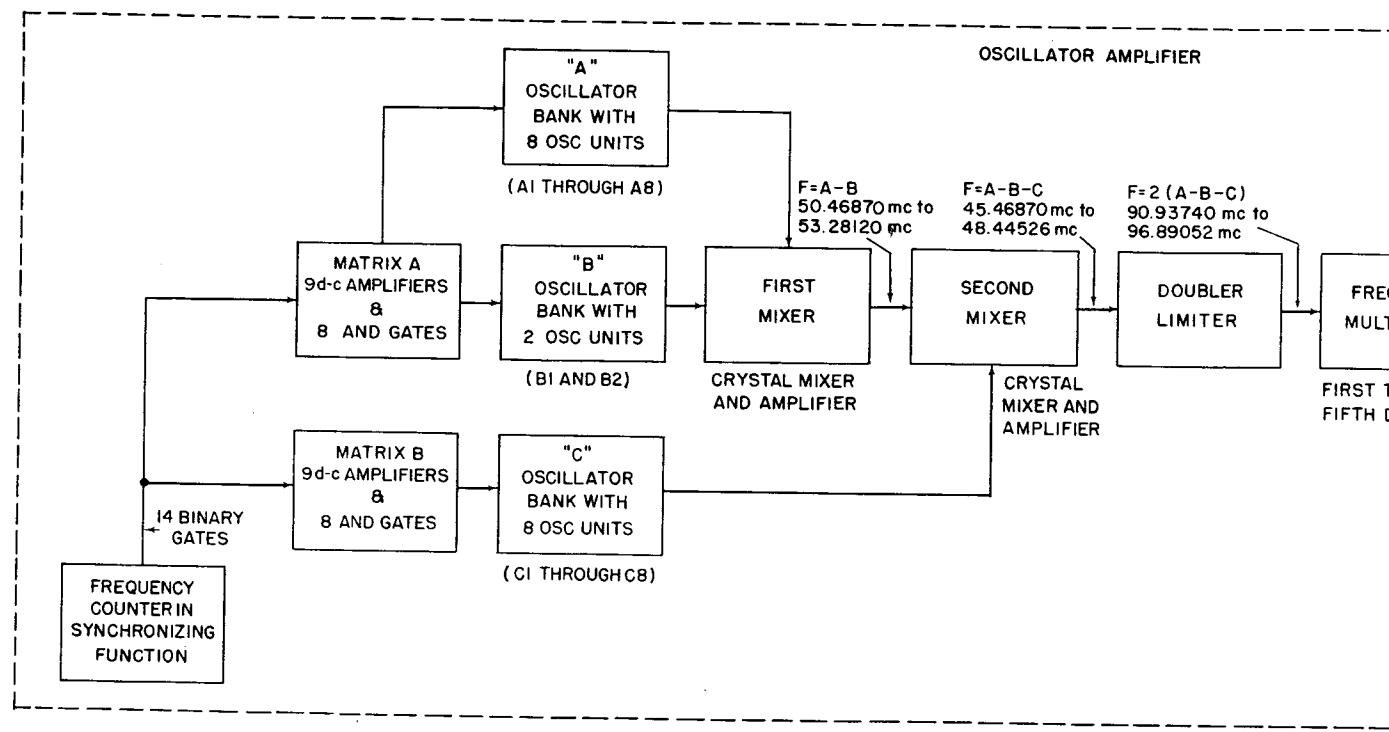 OSCILLATOR AMPLIFIER
"A"
OSCILLATOR
BANK WITH
8 OSC UNITS
(A1 THROUGH A8)
F=A-B
50.46870 mc to
53.28120 mc
F=A-B-C
45.46870 mc to
48.44526 mc
F=2 (A-B-C)
90.93740 mc to
96.89052 mc
MATRIX A
9d-c AMPLIFIERS
&
8 AND GATES
"B"
OSCILLATOR
BANK WITH
2 OSC UNITS
(B1 AND B2)
FIRST
MIXER
CRYSTAL MIXER
AND AMPLIFIER
SECOND
MIXER
CRYSTAL
MIXER AND
AMPLIFIER
DOUBLER
LIMITER
FREQ
MULT
FIRST T
FIFTH D
MATRIX B
9d-c AMPLIFIERS
&
8 AND GATES
"C"
OSCILLATOR
BANK WITH
8 OSC UNITS
(C1 THROUGH C8)
14 BINARY
GATES
FREQUENCY
COUNTER IN
SYNCHRONIZING
FUNCTION